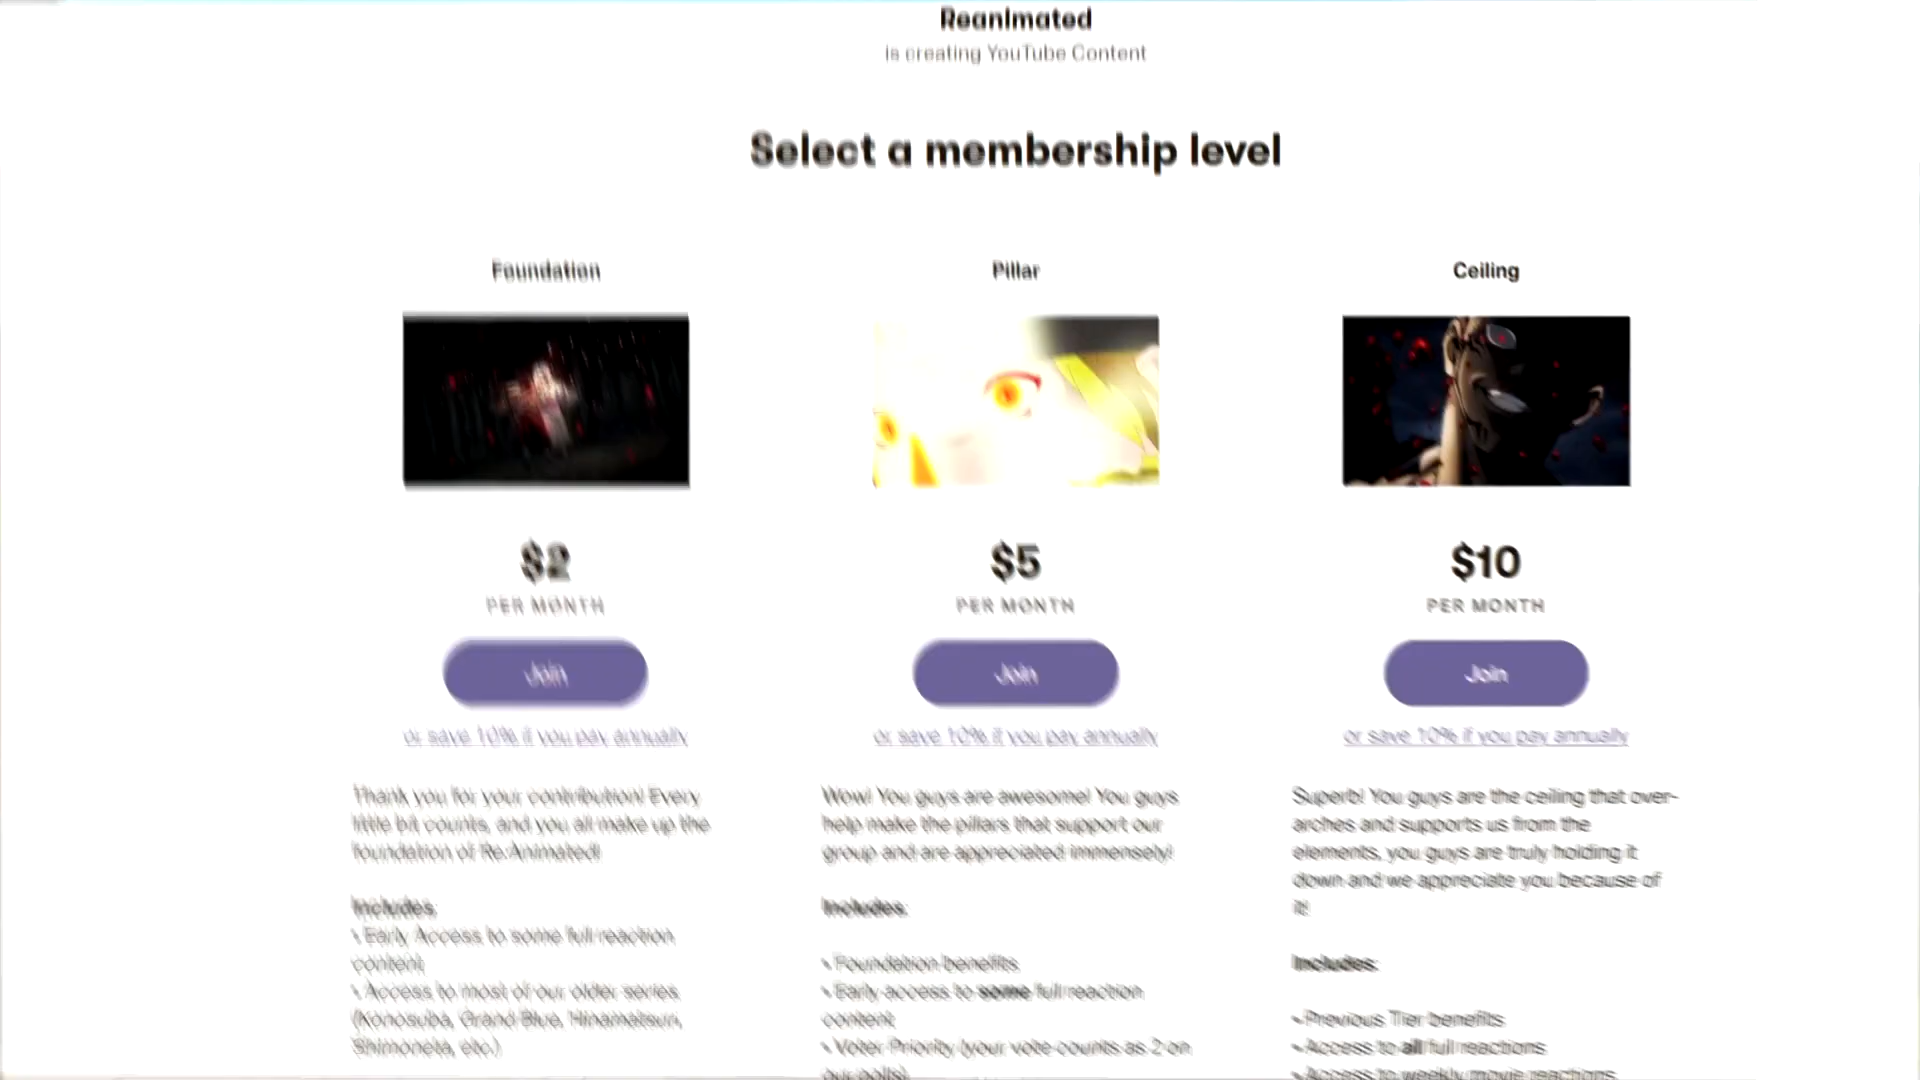 Reanimated
is creating YouTube Content
Select a membership level
Foundation
$2
PER MONTH
Join
or save 10% if you pay annually
Thank you for your contribution! Every
little bit counts, and you all make up the
foundation of Re:Animated!
Includes:
• Early Access to some full reaction
content
• Access to most of our older series
(Konosuba, Grand Blue, Hinamatsuri,
Shimoneta, etc.)
Pillar
$5
PER MONTH
Join
or save 10% if you pay annually
Wow! You guys are awesome! You guys
help make the pillars that support our
group and are appreciated immensely!
Includes:
• Foundation benefits
• Early access to some full reaction
content
• Voter Priority (your vote counts as 2 on
our polls)
Ceiling
$10
PER MONTH
Join
or save 10% if you pay annually
Superb! You guys are the ceiling that over-
arches and supports us from the
elements, you guys are truly holding it
down and we appreciate you because of
it!
Includes:
• Previous Tier benefits
• Access to all full reactions
• Access to weekly movie reactions